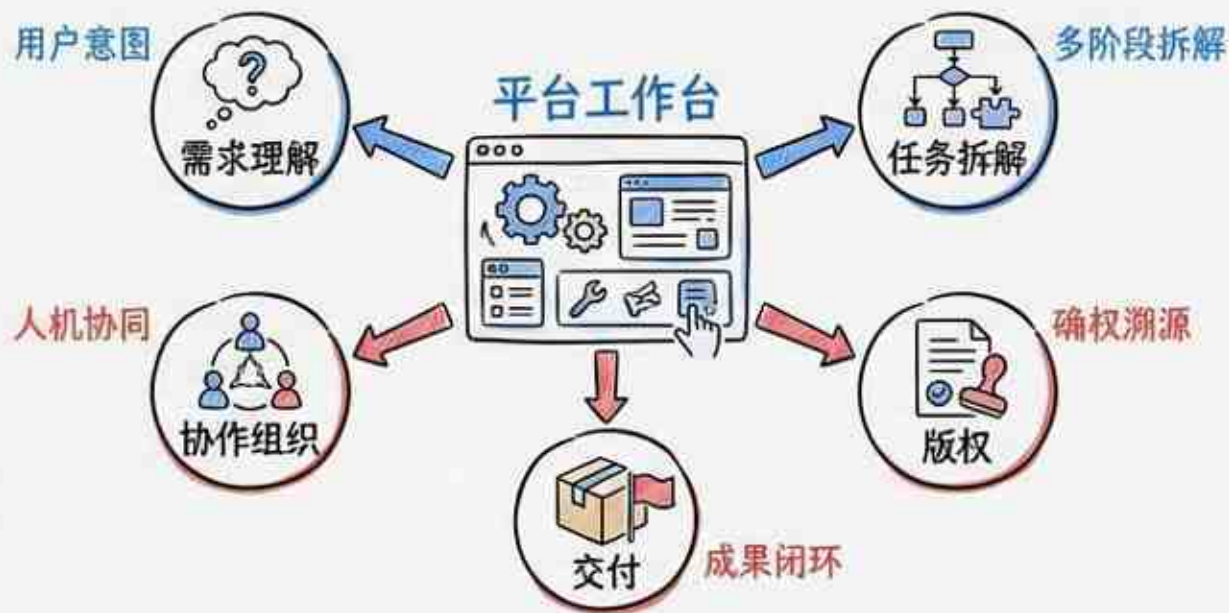 用户意图
需求理解
平台工作台
多阶段拆解
任务拆解
人机协同
协作组织
确权溯源
版权
交付
成果闭环